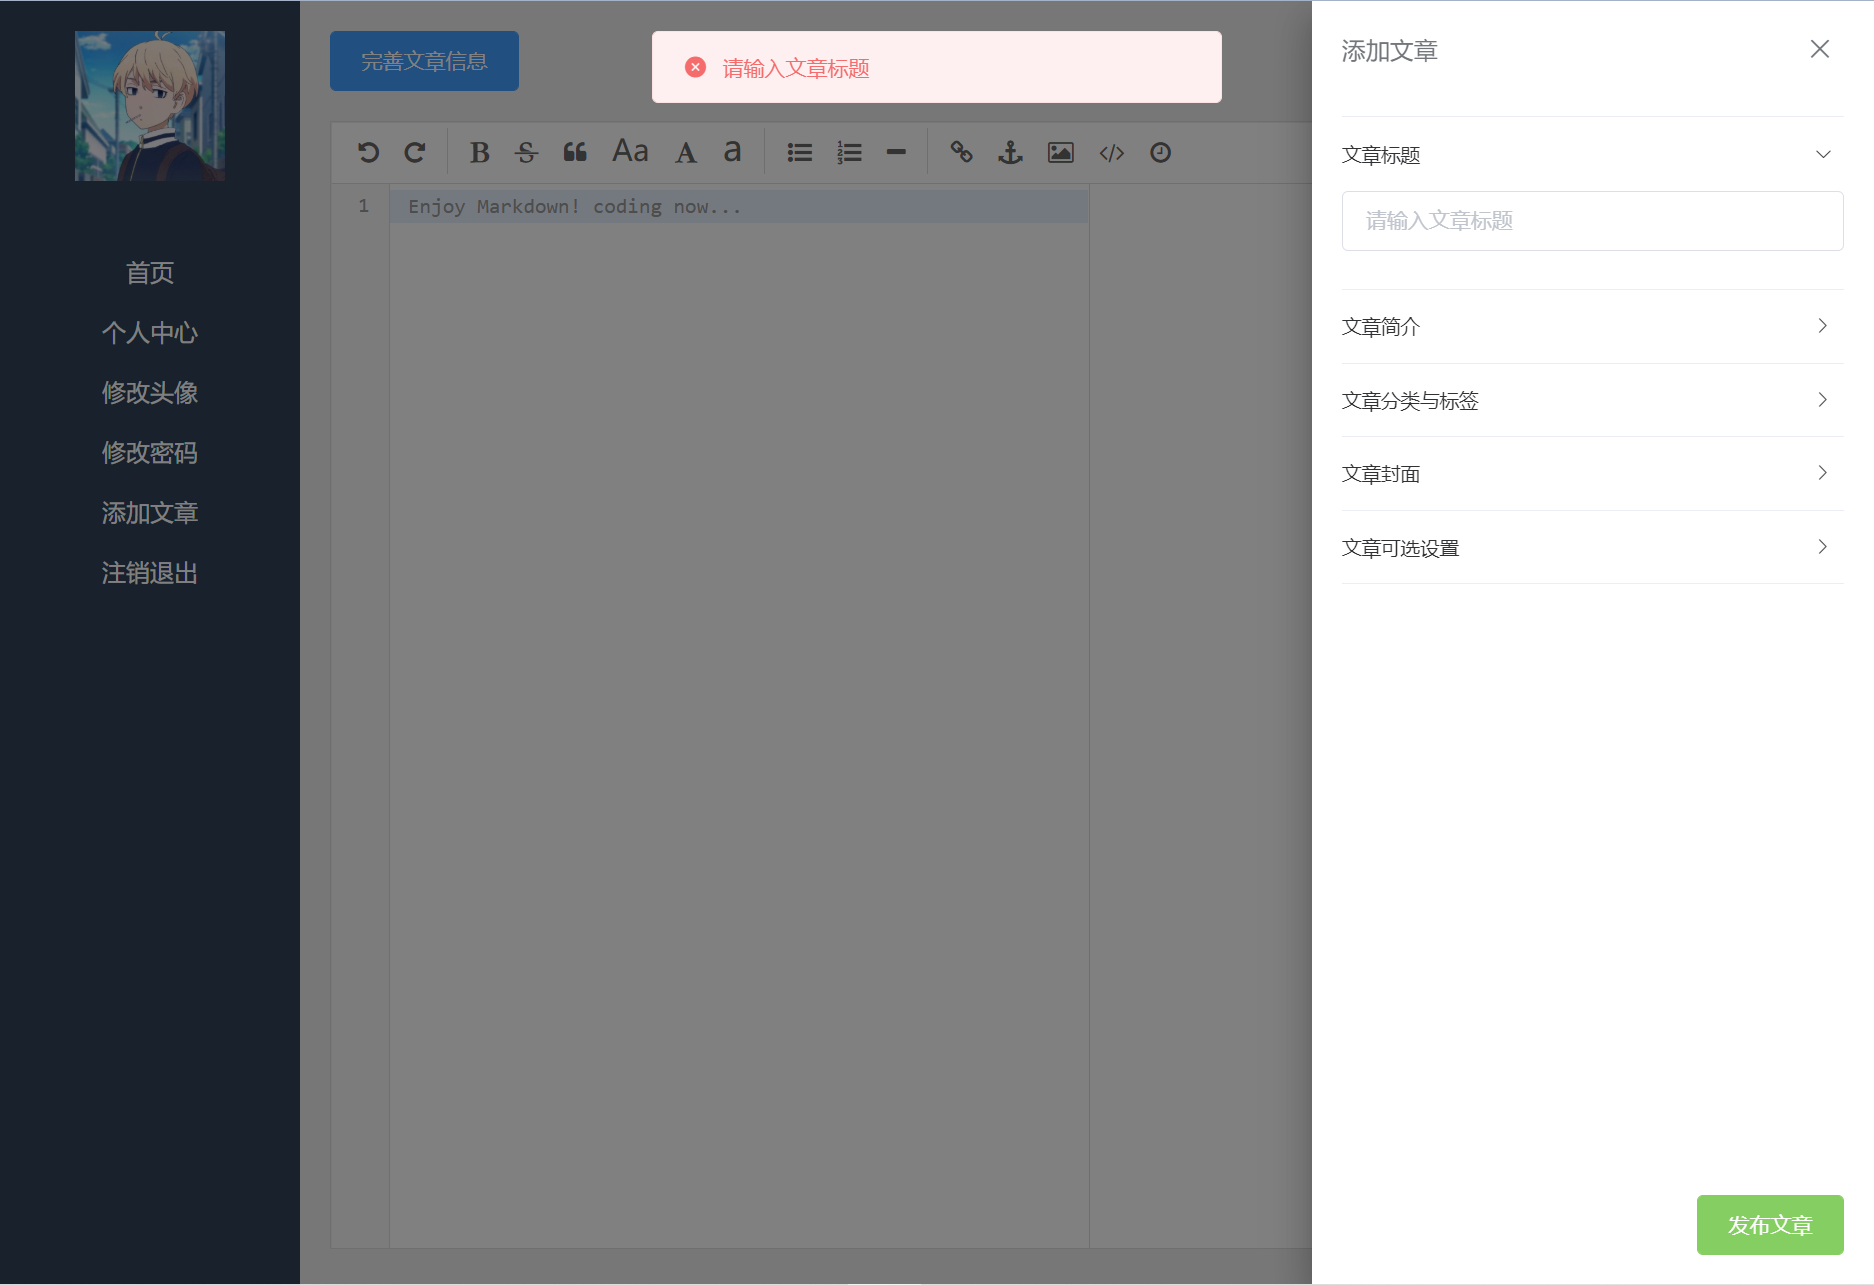 首页
个人中心
修改头像
修改密码
添加文章
注销退出
完善文章信息
请输入文章标题
B S Aa A a
1 Enjoy Markdown! coding now...
添加文章
文章标题
请输入文章标题
文章简介
文章分类与标签
文章封面
文章可选设置
发布文章